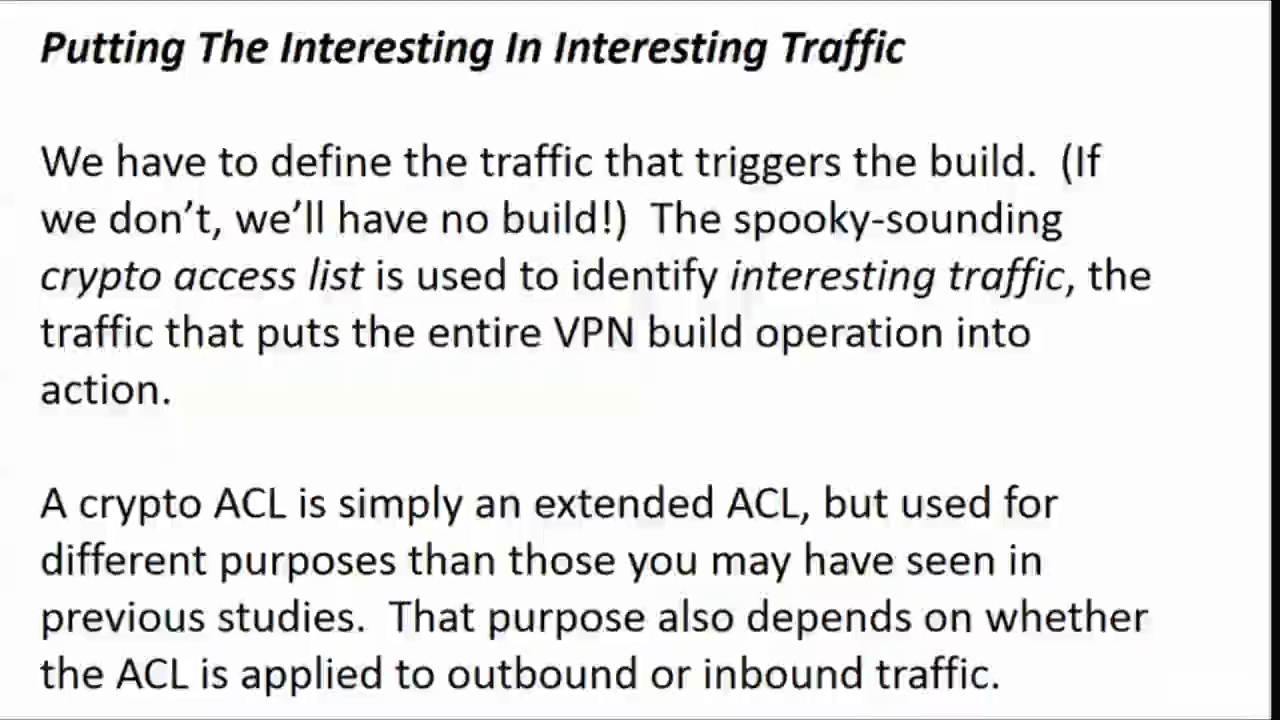 Putting The Interesting In Interesting Traffic
We have to define the traffic that triggers the build.  (If
we don’t, we’ll have no build!)  The spooky-sounding
crypto access list is used to identify interesting traffic, the
traffic that puts the entire VPN build operation into
action.
A crypto ACL is simply an extended ACL, but used for
different purposes than those you may have seen in
previous studies.  That purpose also depends on whether
the ACL is applied to outbound or inbound traffic.